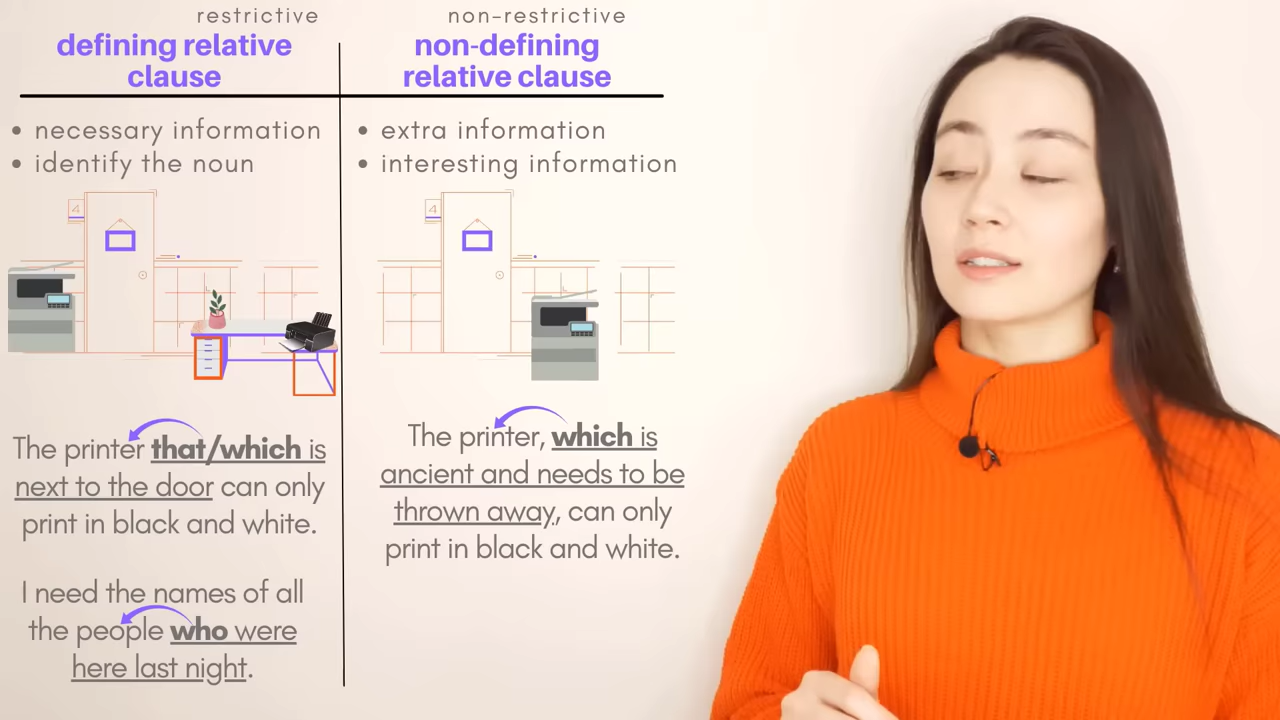 restrictive
defining relative
clause
necessary information
identify the noun
4
The printer that/which is
next to the door can only
print in black and white.
I need the names of all
the people who were
here last night.
non-restrictive
non-defining
relative clause
extra information
interesting information
4
The printer, which is
ancient and needs to be
thrown away, can only
print in black and white.